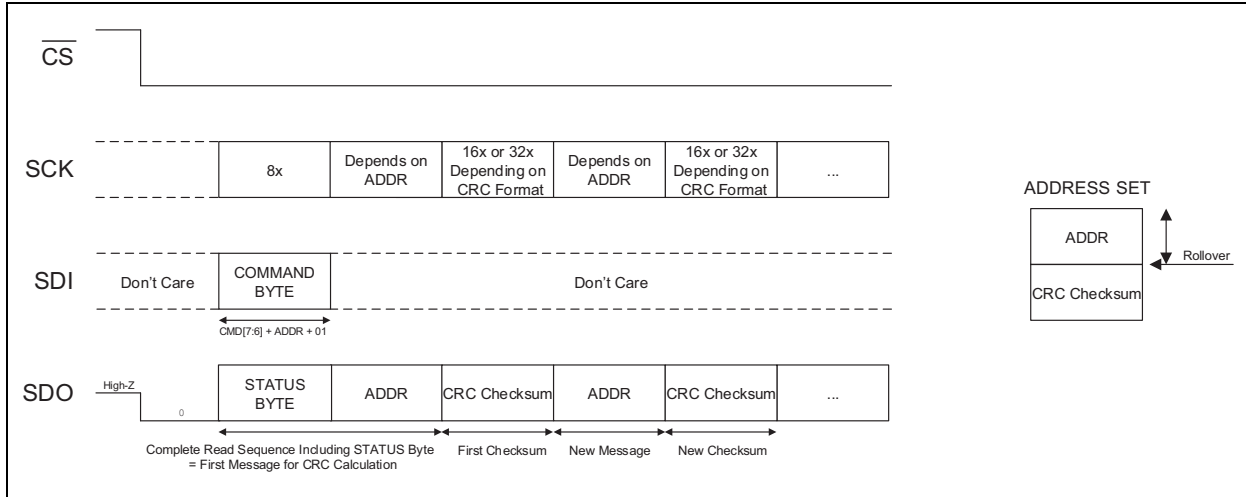 CS
SCK
8x
Depends on
ADDR
16x or 32x
Depending on
CRC Format
Depends on
ADDR
16x or 32x
Depending on
CRC Format
...
SDI
Don't Care
COMMAND
BYTE
Don't Care
CMD[7:6] + ADDR + 01
SDO
High-Z
0
STATUS
BYTE
ADDR
CRC Checksum
ADDR
CRC Checksum
...
Complete Read Sequence Including STATUS Byte
= First Message for CRC Calculation
First Checksum
New Message
New Checksum
ADDRESS SET
ADDR
Rollover
CRC Checksum